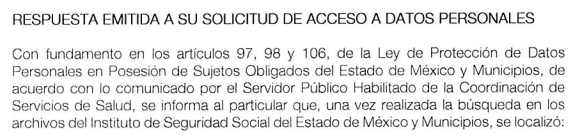 RESPUESTA EMITIDA A SU SOLICITUD DE ACCESO A DATOS PERSONALES
Con fundamento en los artículos 97, 98 y 106, de la Ley de Protección de Datos
Personales en Posesión de Sujetos Obligados del Estado de México y Municipios, de
acuerdo con lo comunicado por el Servidor Público Habilitado de la Coordinación de
Servicios de Salud, se informa al particular que, una vez realizada la búsqueda en los
archivos del Instituto de Seguridad Social del Estado de México y Municipios, se localizó: